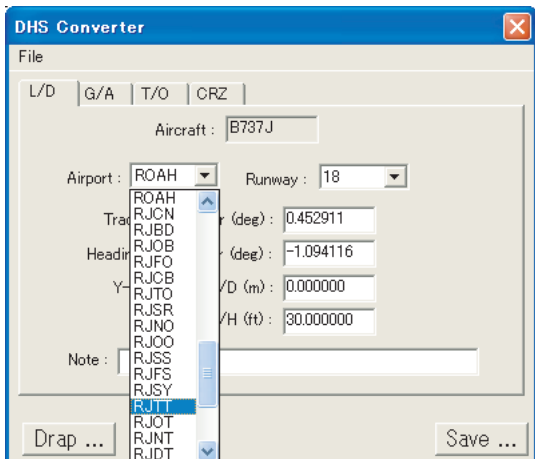 DHS Converter
File
L/D G/A T/O CRZ
Aircraft : B737J
Airport : ROAH Runway : 18
ROAH
RJCN
RJBD
RJOB
RJFO
RJCB
RJTO
RJSR
RJNO
RJOO
RJSS
RJFS
RJSY
RJTT
RJOT
RJNT
RJDT
(deg) : 0.452911
(deg) : -1.094116
/D (m) : 0.000000
/H (ft) : 30.000000
Note :
Drap ... Save ...